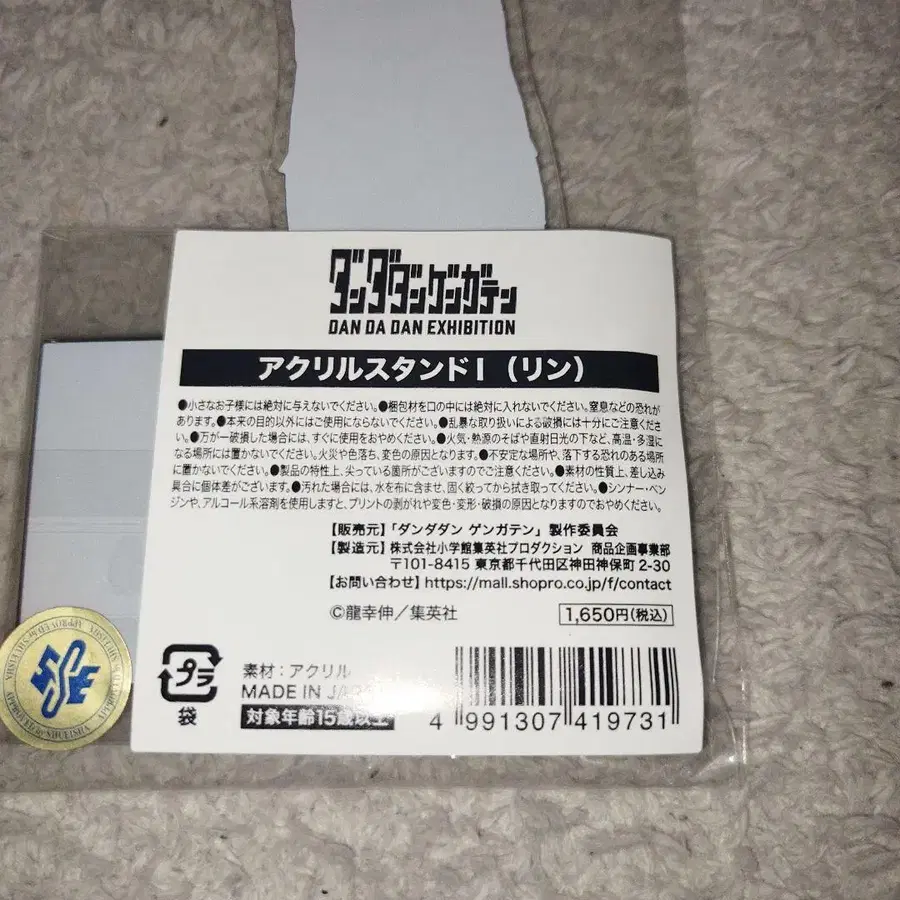 ダンダダンゲンガテン
DAN DA DAN EXHIBITION
アクリルスタンドI（リン）
●小さなお子様には絶対に与えないでください。●梱包材を口の中には絶対に入れないでください。窒息などの恐れが
あります。●本来の目的以外にはご使用にならないでください。●乱暴な取り扱いによる破損には十分にご注意くださ
い。●万が一破損した場合には、すぐに使用をおやめください。●火気・熱源のそばや直射日光の下など、高温・多湿に
なる場所には置かないでください。火災や色落ち、変色の原因となります。●不安定な場所や、落下する恐れのある場所
に置かないでください。●製品の特性上、尖っている箇所がございますのでご注意ください。●素材の性質上、差し込み
具合に個体差がございます。●汚れた場合には、水を布に含ませ、固く絞ってから拭き取ってください。●シンナー・ベン
ジンや、アルコール系溶剤を使用しますと、プリントの剥がれや変色・変形・破損の原因となりますのでおやめください。
【販売元】「ダンダダン ゲンガテン」製作委員会
【製造元】株式会社小学館集英社プロダクション 商品企画事業部
〒101-8415 東京都千代田区神田神保町2-30
【お問い合わせ】https://mall.shopro.co.jp/f/contact
©龍幸伸／集英社
1,650円(税込)
プラ
袋
素材：アクリル
MADE IN JAPAN
対象年齢15歳以上
4 991307 419731
APPROVED by SHUEISHA